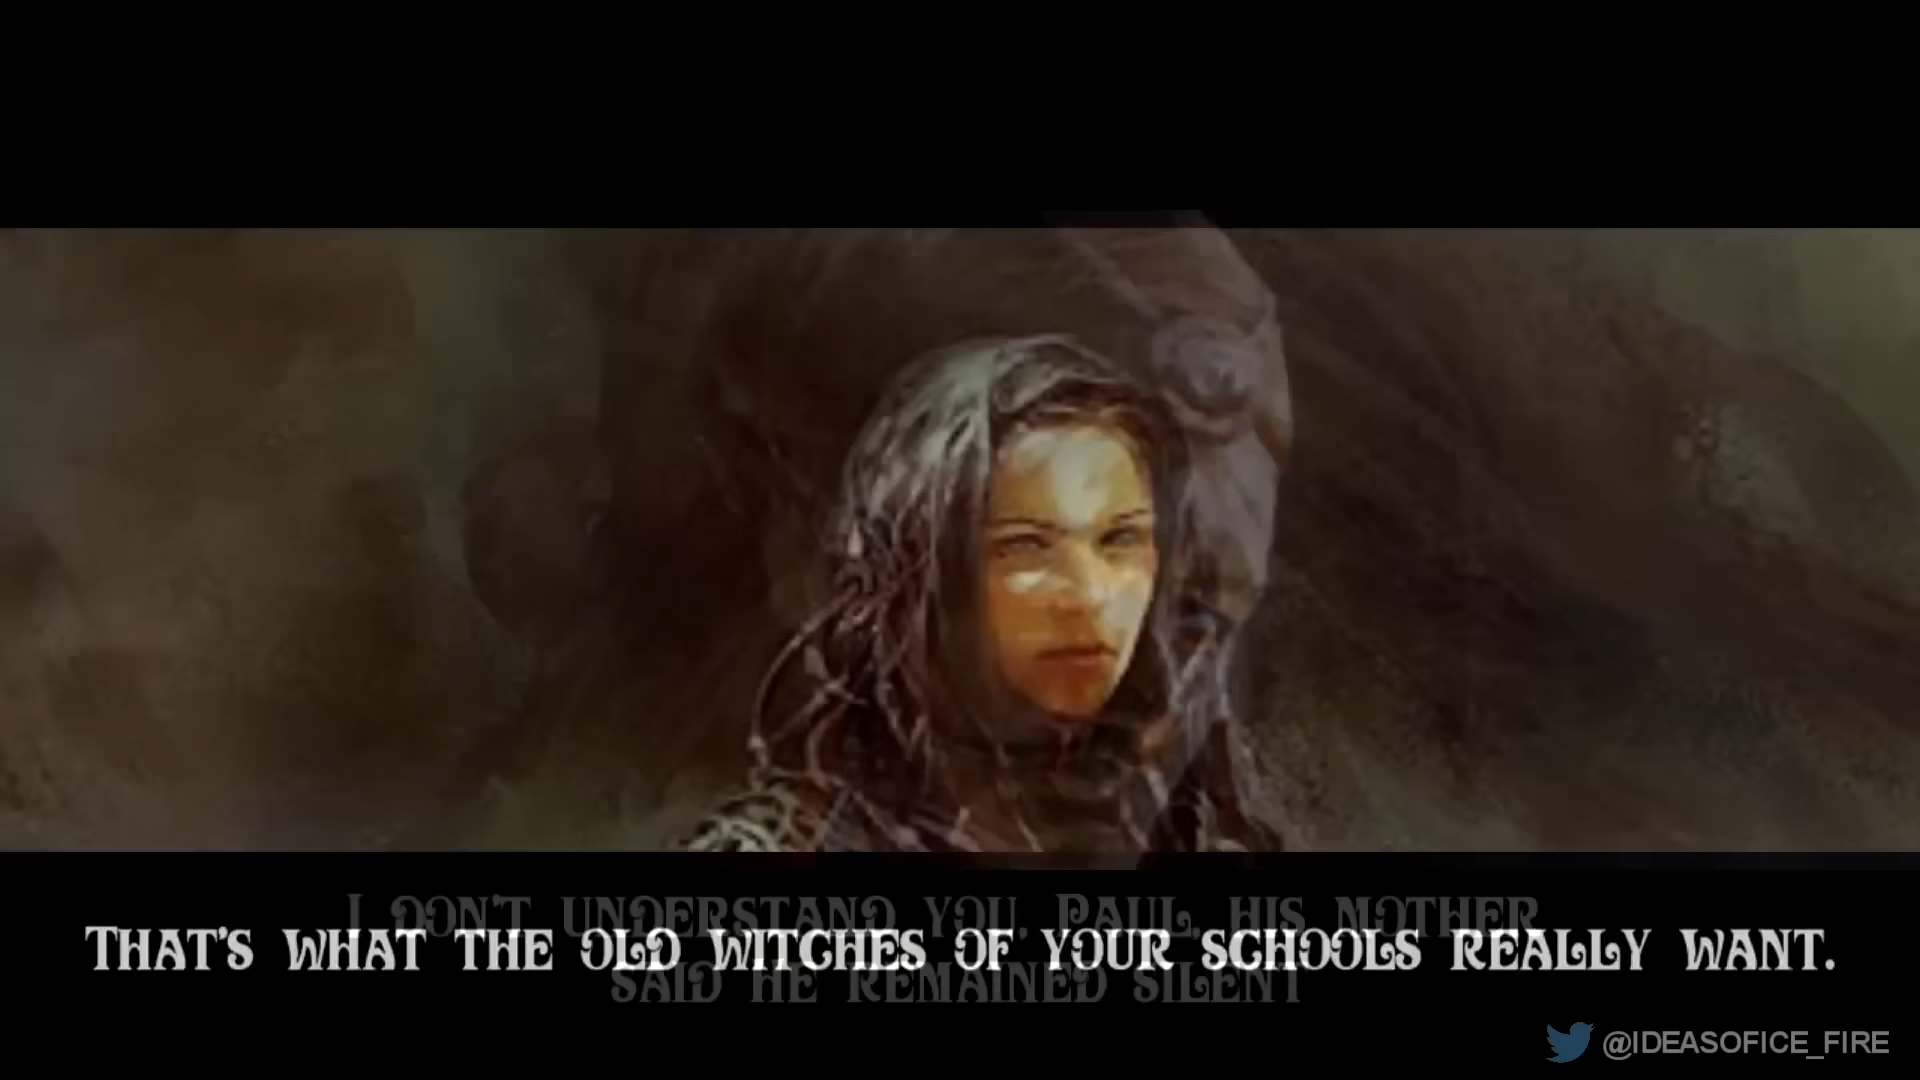 I DON'T UNDERSTAND YOU, PAUL, HIS MOTHER
THAT'S WHAT THE OLD WITCHES OF YOUR SCHOOLS REALLY WANT.
SAID HE REMAINED SILENT
@IDEASOFICE_FIRE